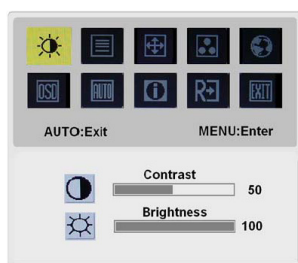 OSD AUTO i R EXIT
AUTO:Exit MENU:Enter
Contrast
50
Brightness
100